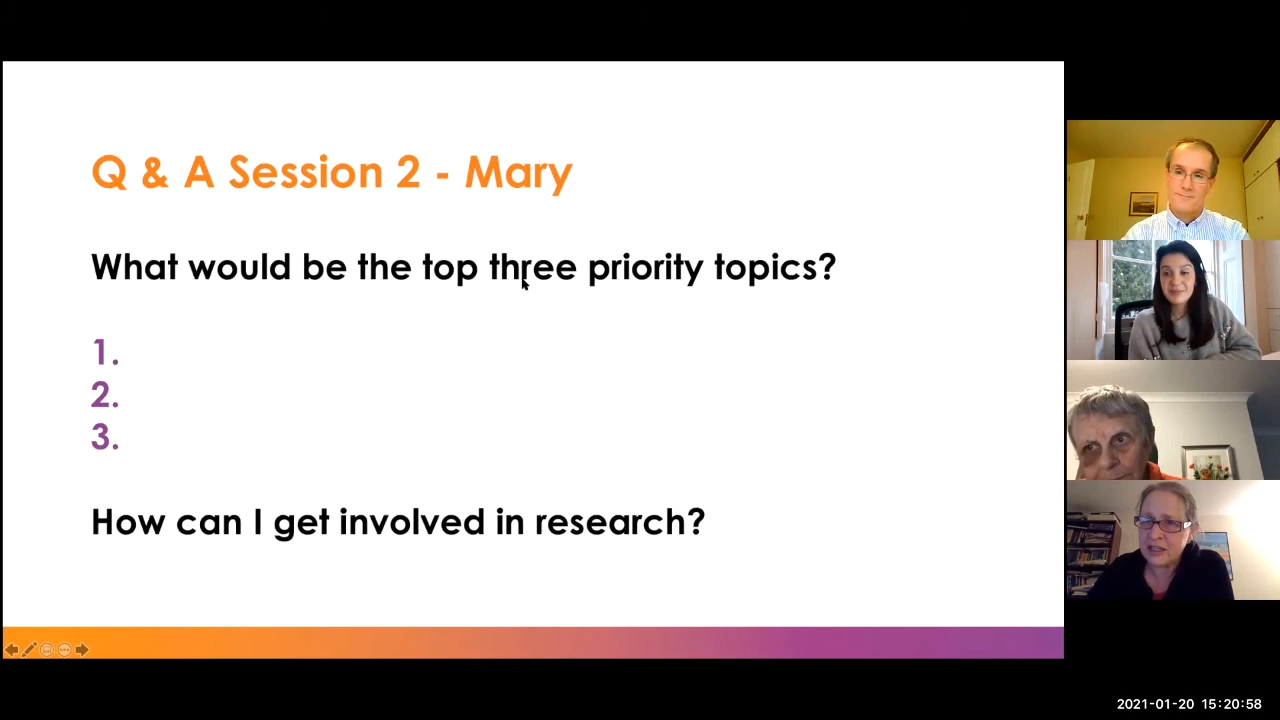 Q & A Session 2 - Mary
What would be the top three priority topics?
1.
2.
3.
How can I get involved in research?
2021-01-20 15:20:58